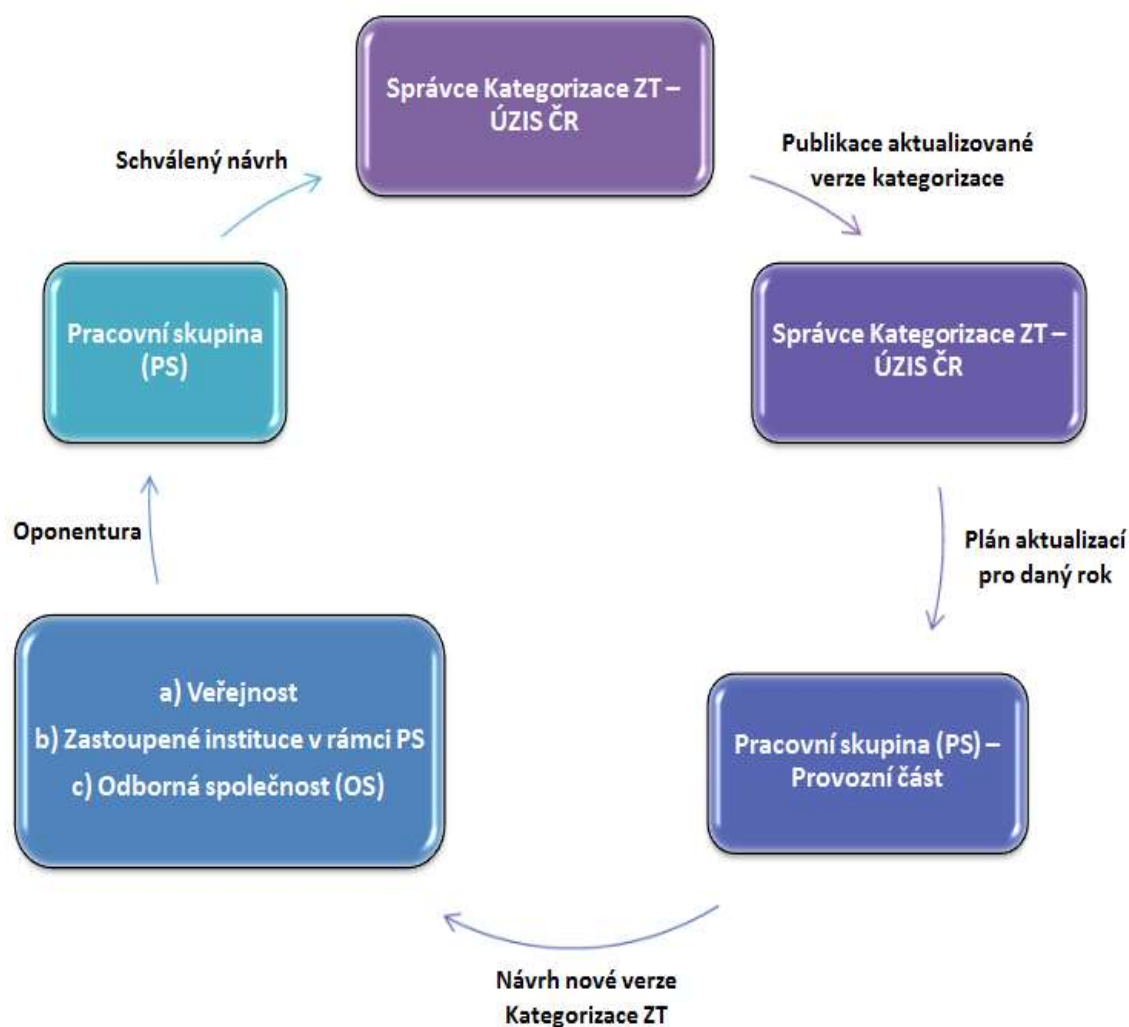 Správce Kategorizace ZT –
ÚZIS ČR
Publikace aktualizované
verze kategorizace
Správce Kategorizace ZT –
ÚZIS ČR
Plán aktualizací
pro daný rok
Pracovní skupina (PS) –
Provozní část
Návrh nové verze
Kategorizace ZT
a) Veřejnost
b) Zastoupené instituce v rámci PS
c) Odborná společnost (OS)
Oponentura
Pracovní skupina
(PS)
Schválený návrh